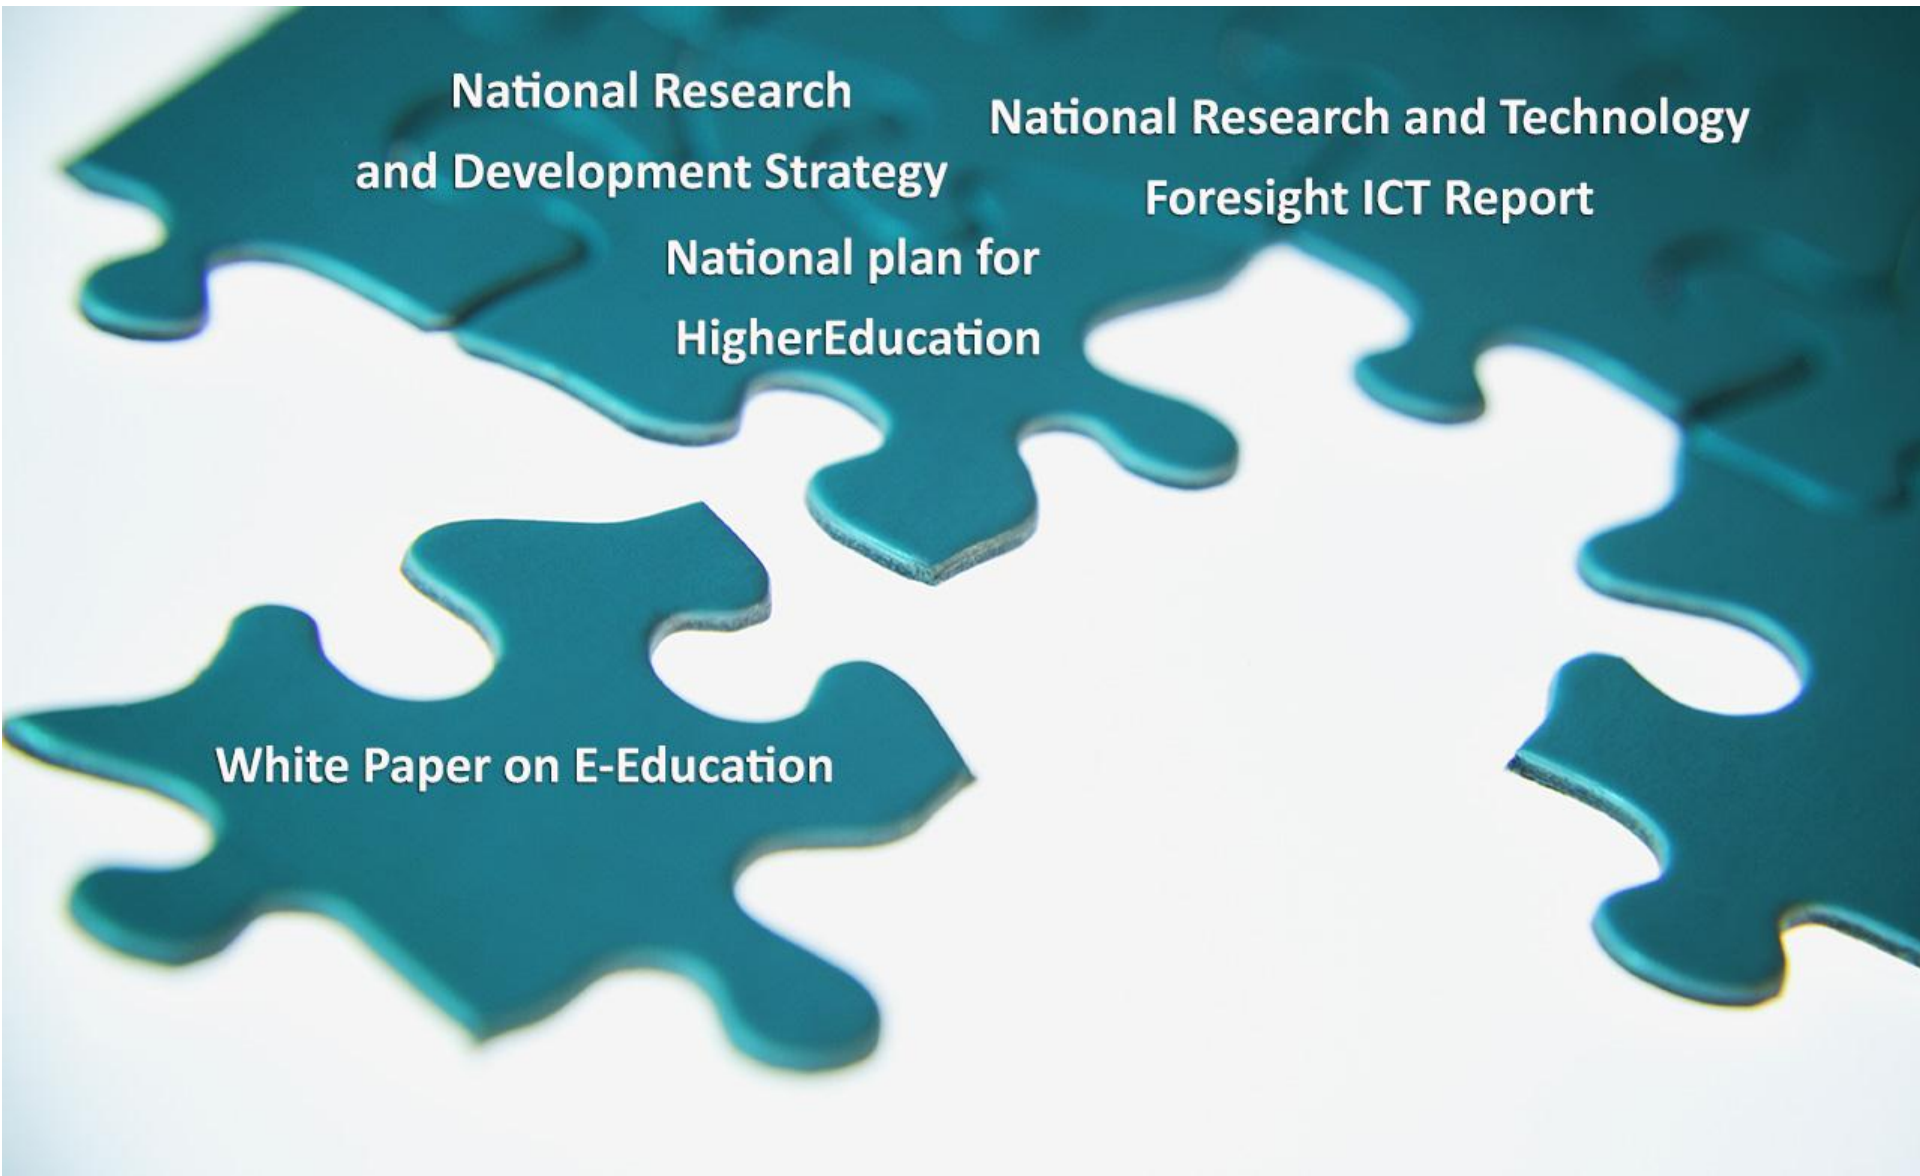 National Research
and Development Strategy
National Research and Technology
Foresight ICT Report
National plan for
HigherEducation
White Paper on E-Education